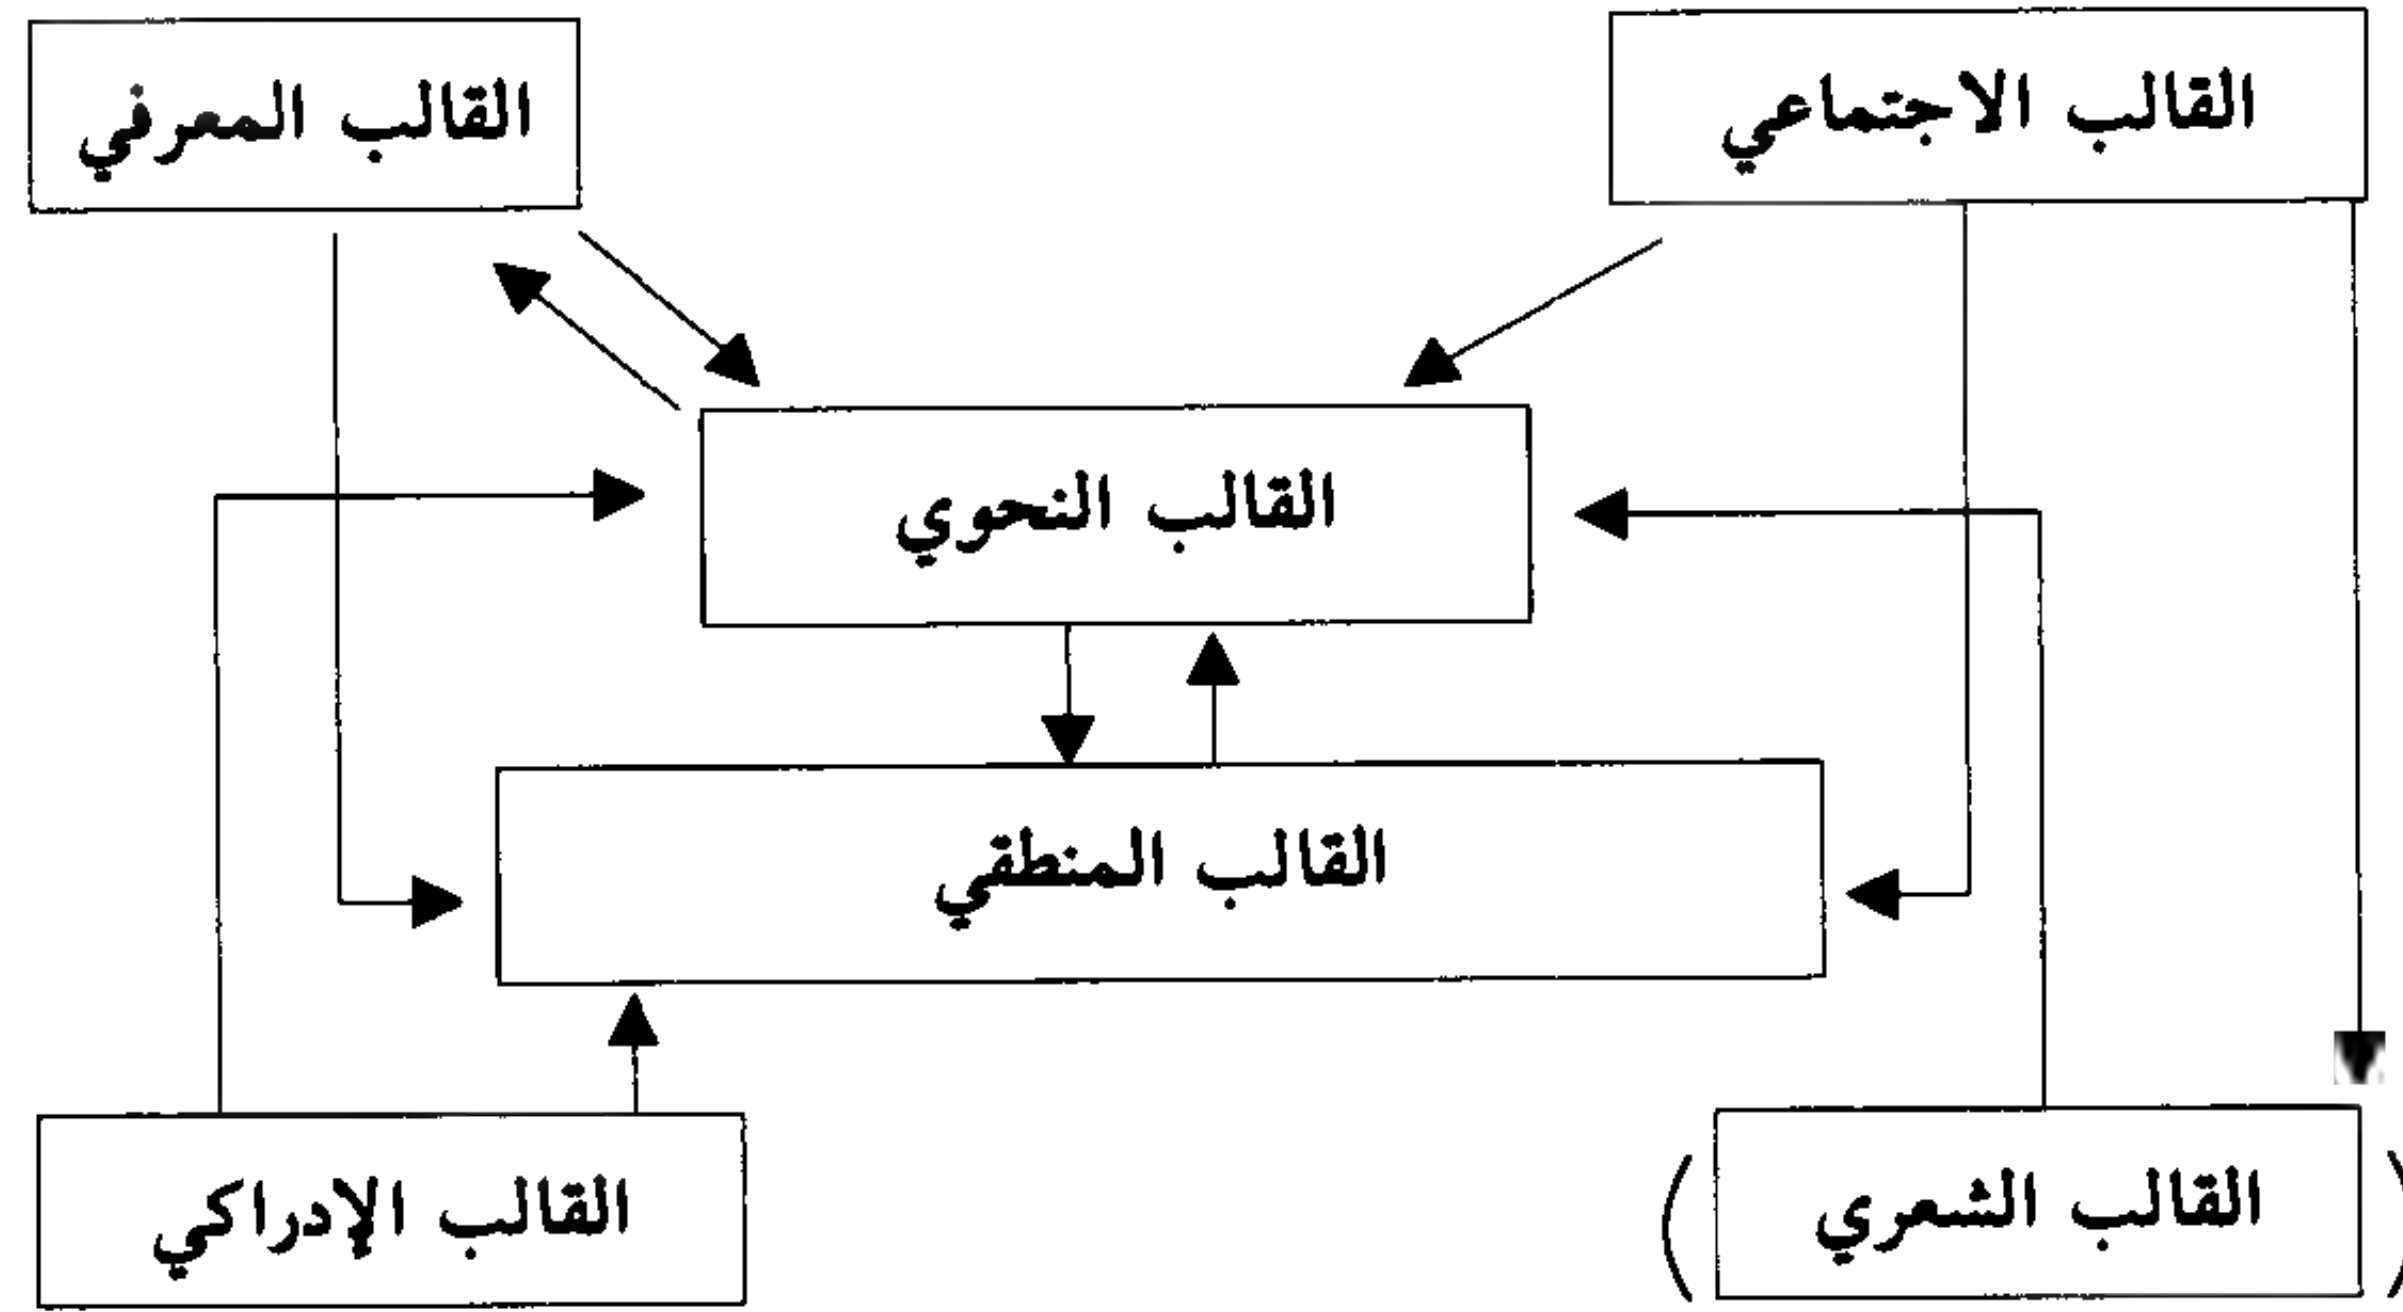 القالب الاجتماعي
القالب المعرفي
القالب النحوي
القالب المنطقي
(القالب الشعري)
القالب الإدراكي